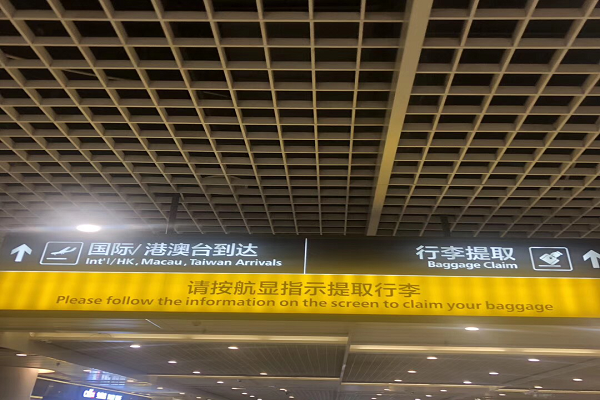 国际/ 港澳台到达
Int'l/HK, Macau, Taiwan Arrivals
行李提取
Baggage Claim
请按航显指示提取行李
Please follow the information on the screen to claim your baggage